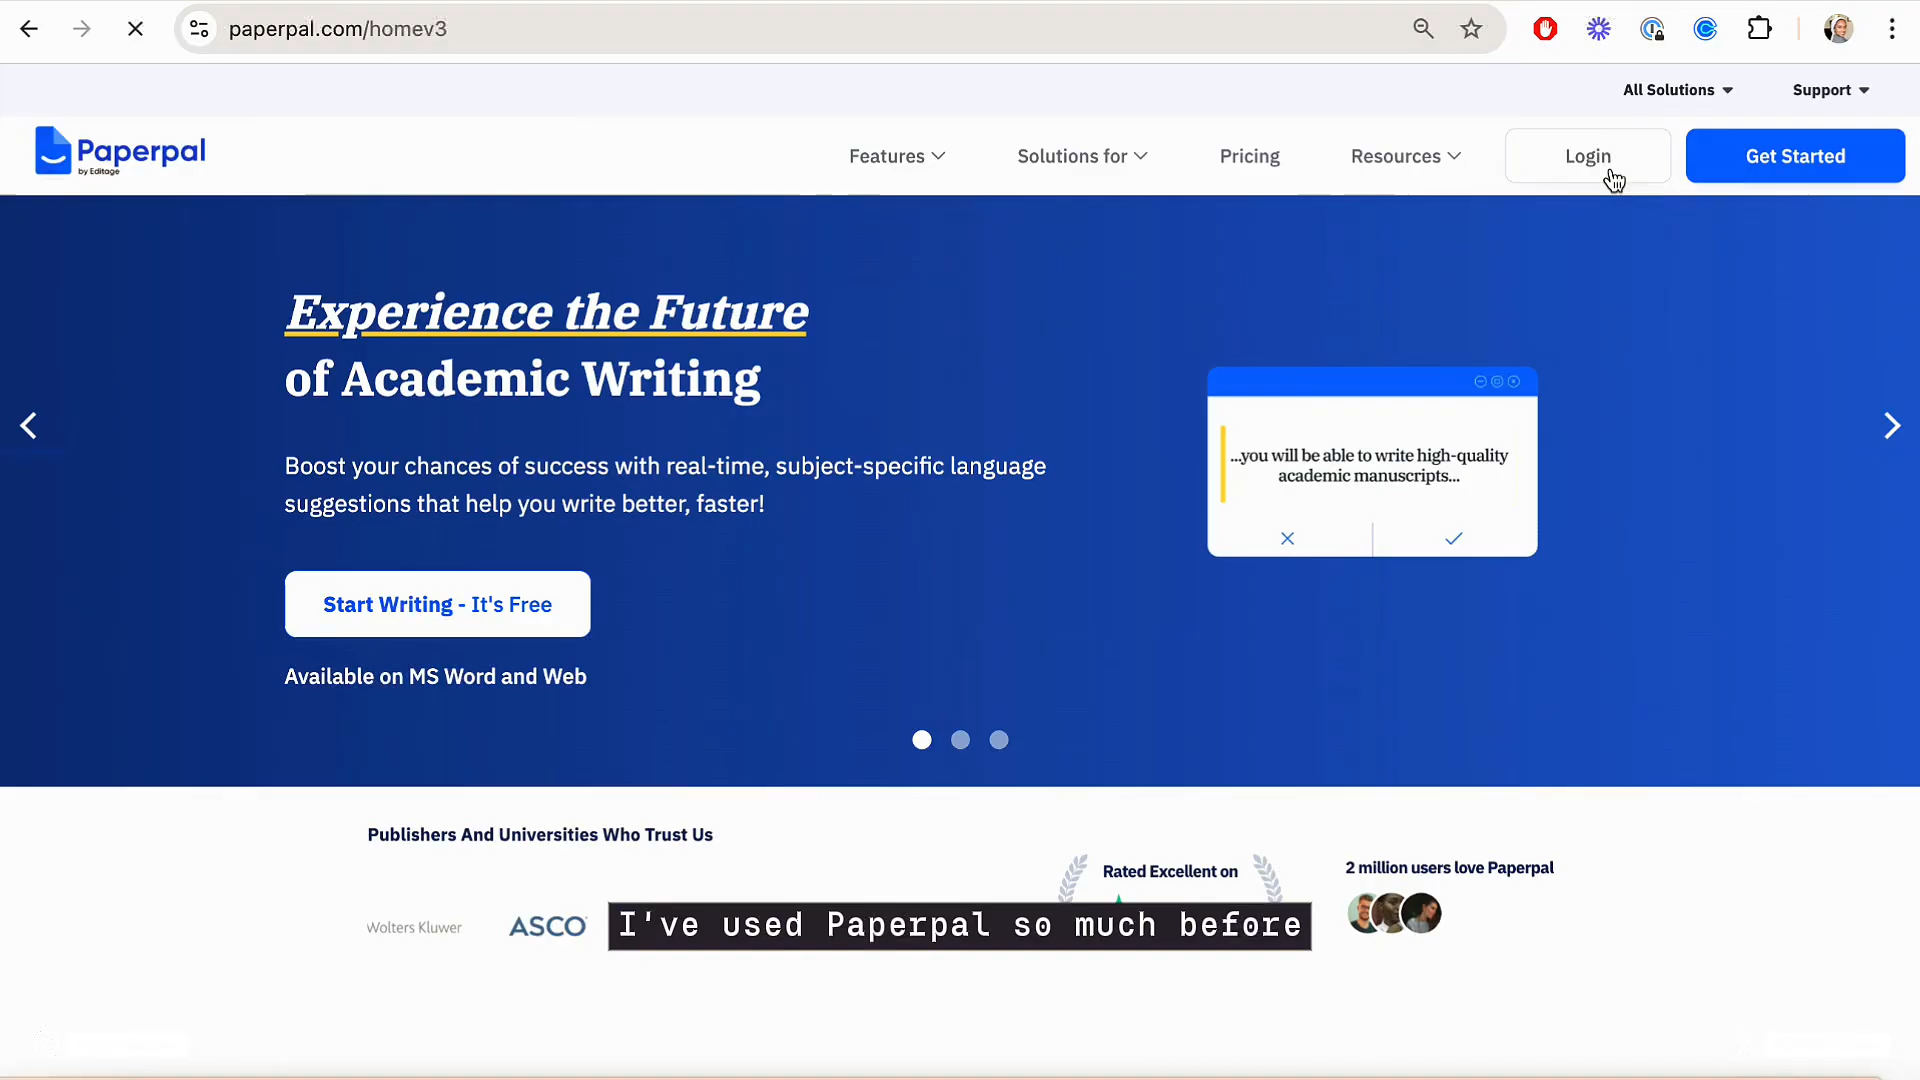 paperpal.com/homev3
All Solutions
Support
Paperpal
by Editage
Features
Solutions for
Pricing
Resources
Login
Get Started
Experience the Future
of Academic Writing
Boost your chances of success with real-time, subject-specific language
suggestions that help you write better, faster!
...you will be able to write high-quality
academic manuscripts...
Start Writing - It's Free
Available on MS Word and Web
Publishers And Universities Who Trust Us
Rated Excellent on
2 million users love Paperpal
Wolters Kluwer
ASCO
I've used Paperpal so much before